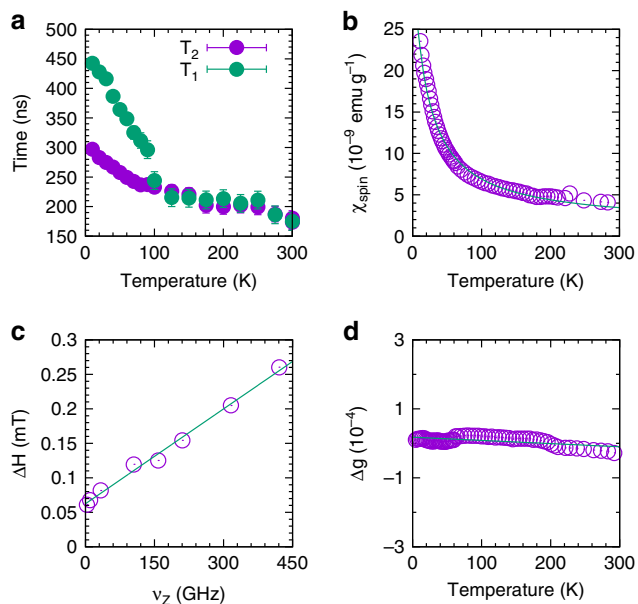 a
450
400
350
300
250
200
150
0
100
200
300
Time (ns)
Temperature (K)
T₂
T₁
b
25
20
15
10
5
0
0
100
200
300
χspin (10⁻⁹ emu g⁻¹)
Temperature (K)
c
0.3
0.25
0.2
0.15
0.1
0.05
0
0
150
300
450
ΔH (mT)
ν_Z (GHz)
d
3
1
−1
−3
0
100
200
300
Δg (10⁻⁴)
Temperature (K)